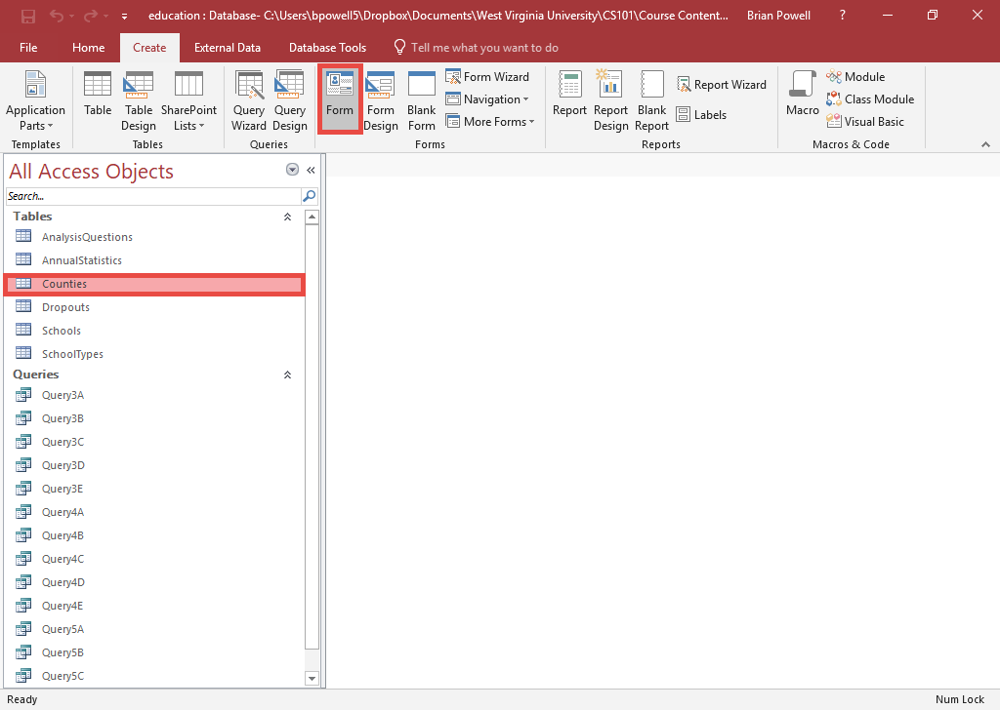 education : Database- C:\Users\bpowell5\Dropbox\Documents\West Virginia University\CS101\Course Content... Brian Powell ?
File Home Create External Data Database Tools Tell me what you want to do
Application Parts
Table
Table Design
SharePoint Lists
Query Wizard
Query Design
Form
Form Design
Blank Form
Form Wizard
Navigation
More Forms
Report
Report Design
Blank Report
Report Wizard
Labels
Macro
Module
Class Module
Visual Basic
Templates Tables Queries Forms Reports Macros & Code
All Access Objects
Search...
Tables
AnalysisQuestions
AnnualStatistics
Counties
Dropouts
Schools
SchoolTypes
Queries
Query3A
Query3B
Query3C
Query3D
Query3E
Query4A
Query4B
Query4C
Query4D
Query4E
Query5A
Query5B
Query5C
Ready Num Lock